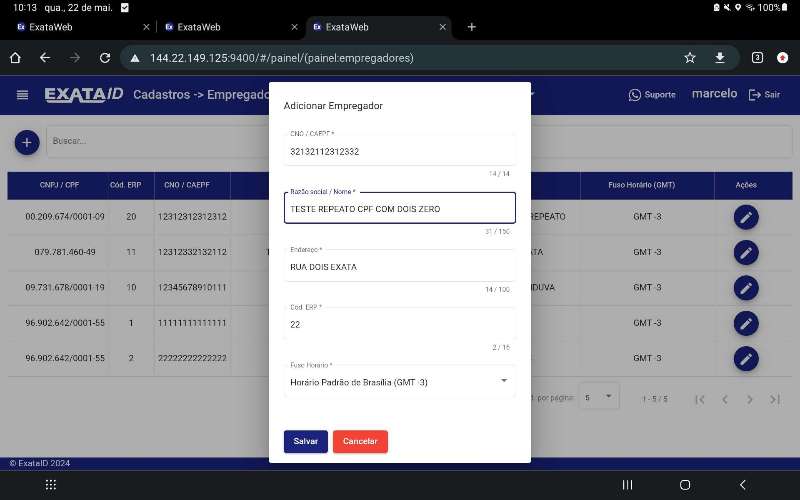 10:13 qua., 22 de mai. 100%
ExataWeb
ExataWeb
ExataWeb
144.22.149.125:9400/#/painel/(painel:empregadores)
3
EXATAID Cadastros -> Empregado
Suporte marcelo Sair
Adicionar Empregador
CNO / CAEPF *
32132112312332
14 / 14
Razão social / Nome *
TESTE REPEATO CPF COM DOIS ZERO
31 / 150
Endereço *
RUA DOIS EXATA
14 / 100
Cod. ERP *
22
2 / 16
Fuso Horário *
Horário Padrão de Brasília (GMT -3)
Salvar Cancelar
Buscar...
CNPJ / CPF Cód. ERP CNO / CAEPF Fuso Horário (GMT) Ações
00.209.674/0001-09 20 12312312312312 REPEATO GMT -3
079.781.460-49 11 12312332132112 ATA GMT -3
09.731.678/0001-19 10 12345678910111 DUVA GMT -3
96.902.642/0001-55 1 11111111111111 GMT -3
96.902.642/0001-55 2 22222222222222 GMT -3
por página: 5 1 - 5 / 5
© ExataID 2024